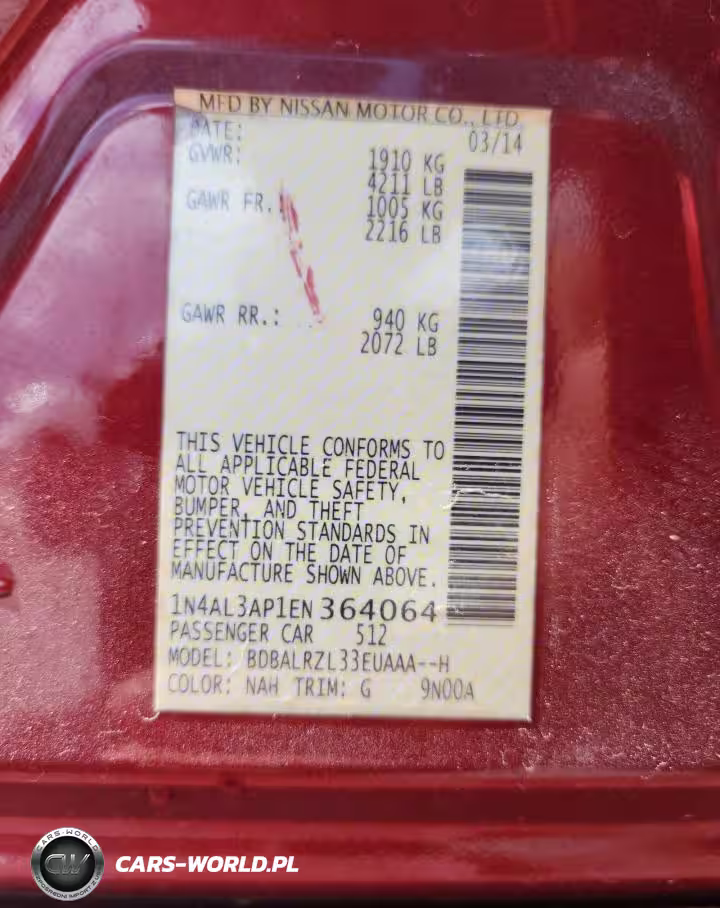 MFD BY NISSAN MOTOR CO., LTD.
DATE: 03/14
GVWR: 1910 KG
4211 LB
GAWR FR.: 1005 KG
2216 LB
GAWR RR.: 940 KG
2072 LB
THIS VEHICLE CONFORMS TO
ALL APPLICABLE FEDERAL
MOTOR VEHICLE SAFETY,
BUMPER, AND THEFT
PREVENTION STANDARDS IN
EFFECT ON THE DATE OF
MANUFACTURE SHOWN ABOVE.
1N4AL3AP1EN364064
PASSENGER CAR 512
MODEL: BDBALRZL33EUAAA--H
COLOR: NAH TRIM: G 9N00A
CARS-WORLD
CW
CARS-WORLD.PL